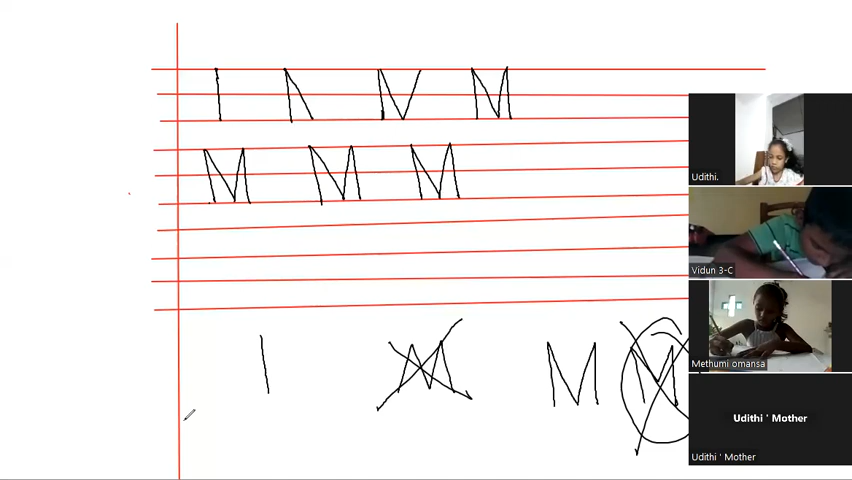 M
M M M
M M M
Udithi.
Vidun 3-C
Methumi omansa
Udithi ' Mother
Udithi ' Mother